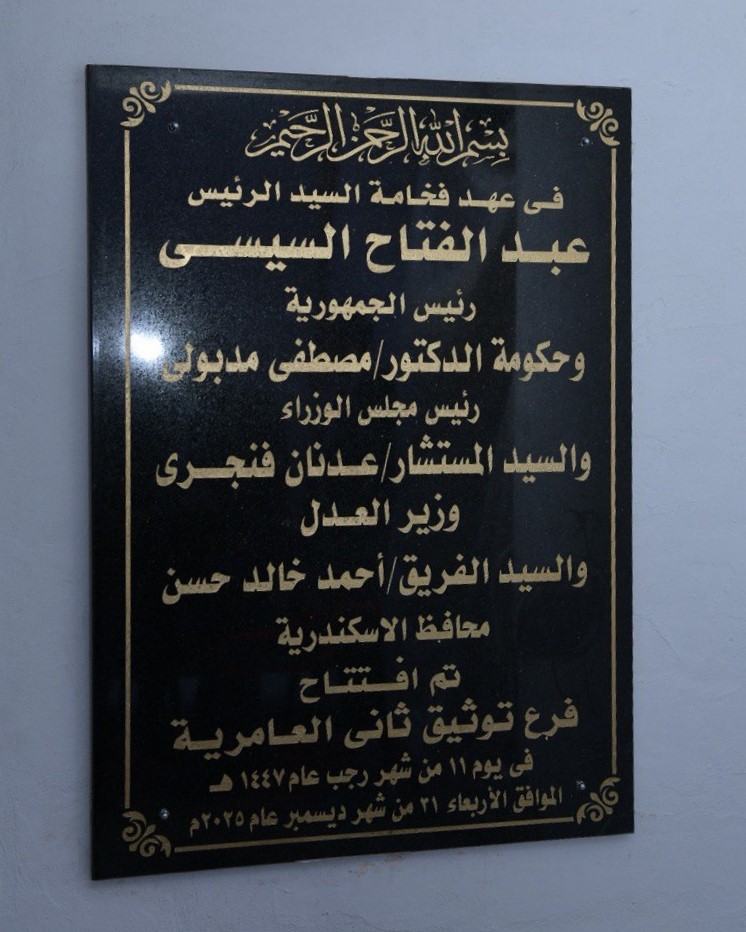 بسم الله الرحمن الرحيم
فى عهد فخامة السيد الرئيس
عبد الفتاح السيسى
رئيس الجمهورية
وحكومة الدكتور/مصطفى مدبولى
رئيس مجلس الوزراء
والسيد المستشار/عدنان فنجرى
وزير العدل
والسيد الفريق/أحمد خالد حسن
محافظ الاسكندرية
تم افتتاح
فرع توثيق ثانى العامرية
فى يوم ١١ من شهر رجب عام ١٤٤٧ هـ
الموافق الأربعاء ٣١ من شهر ديسمبر عام ٢٠٢٥م